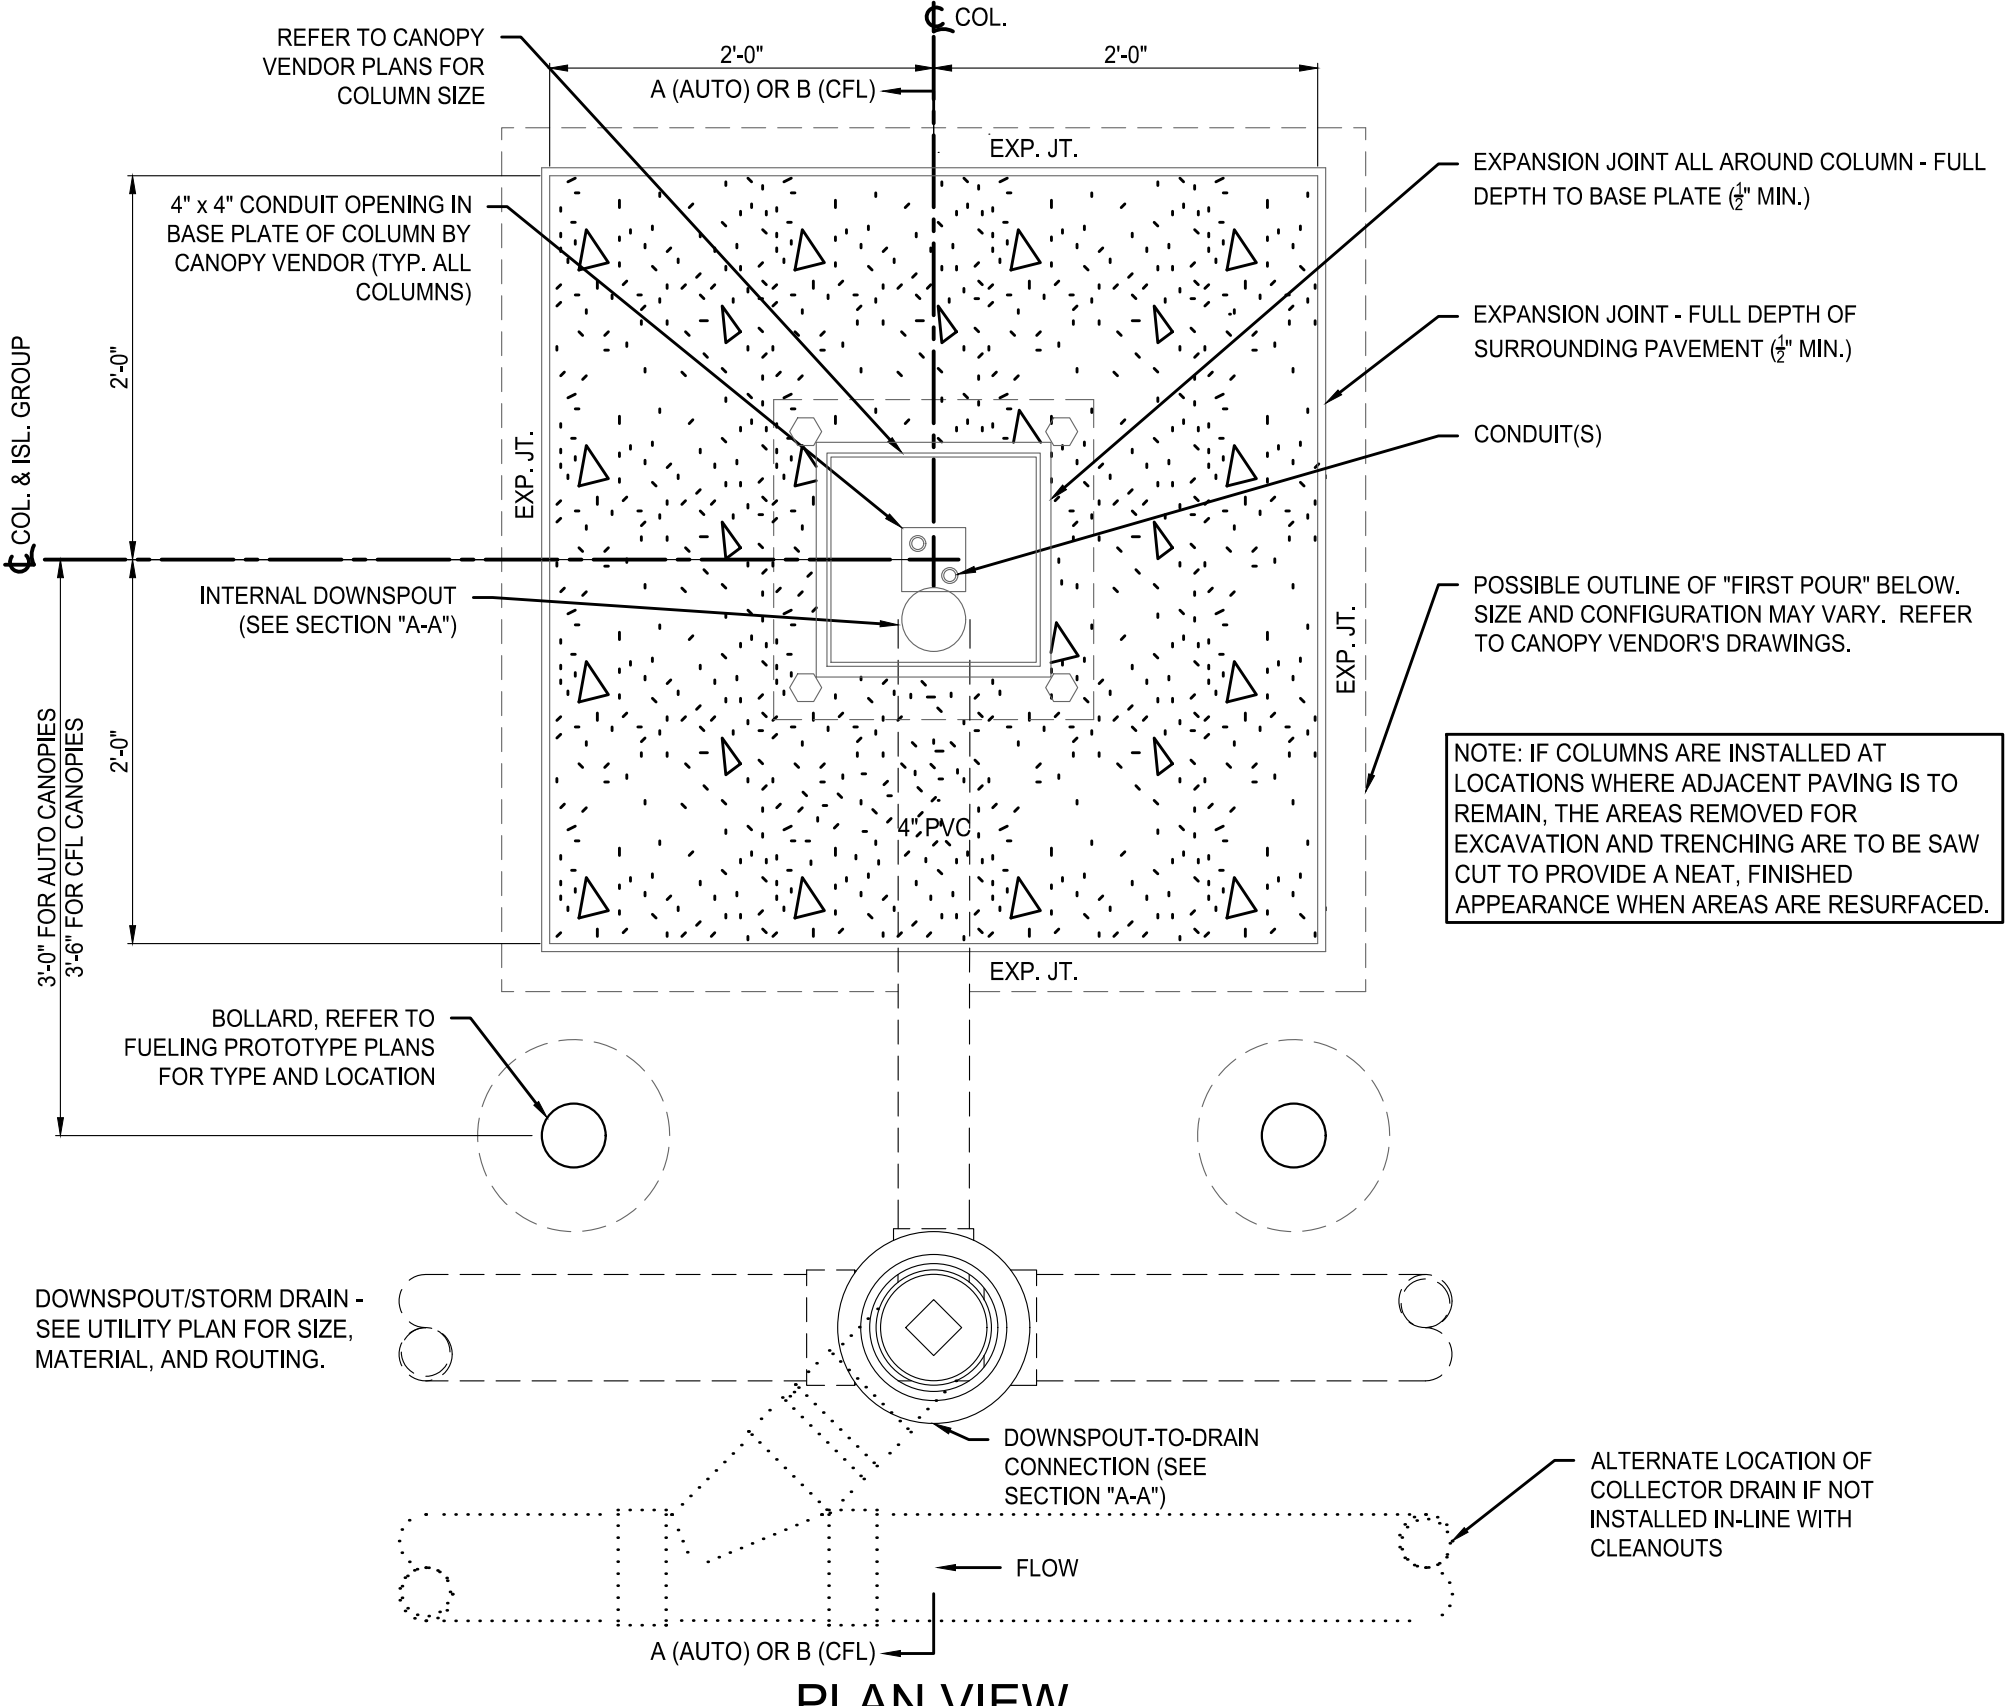 ℄ COL.
REFER TO CANOPY
VENDOR PLANS FOR
COLUMN SIZE
2'-0"
2'-0"
A (AUTO) OR B (CFL)
EXP. JT.
EXPANSION JOINT ALL AROUND COLUMN - FULL
DEPTH TO BASE PLATE (½" MIN.)
4" x 4" CONDUIT OPENING IN
BASE PLATE OF COLUMN BY
CANOPY VENDOR (TYP. ALL
COLUMNS)
EXPANSION JOINT - FULL DEPTH OF
SURROUNDING PAVEMENT (½" MIN.)
℄ COL. & ISL. GROUP
2'-0"
EXP. JT.
CONDUIT(S)
INTERNAL DOWNSPOUT
(SEE SECTION "A-A")
POSSIBLE OUTLINE OF "FIRST POUR" BELOW.
SIZE AND CONFIGURATION MAY VARY. REFER
TO CANOPY VENDOR'S DRAWINGS.
EXP. JT.
3'-0" FOR AUTO CANOPIES
3'-6" FOR CFL CANOPIES
2'-0"
NOTE: IF COLUMNS ARE INSTALLED AT
LOCATIONS WHERE ADJACENT PAVING IS TO
REMAIN, THE AREAS REMOVED FOR
EXCAVATION AND TRENCHING ARE TO BE SAW
CUT TO PROVIDE A NEAT, FINISHED
APPEARANCE WHEN AREAS ARE RESURFACED.
4" PVC
EXP. JT.
BOLLARD, REFER TO
FUELING PROTOTYPE PLANS
FOR TYPE AND LOCATION
DOWNSPOUT/STORM DRAIN -
SEE UTILITY PLAN FOR SIZE,
MATERIAL, AND ROUTING.
DOWNSPOUT-TO-DRAIN
CONNECTION (SEE
SECTION "A-A")
ALTERNATE LOCATION OF
COLLECTOR DRAIN IF NOT
INSTALLED IN-LINE WITH
CLEANOUTS
FLOW
A (AUTO) OR B (CFL)
PLAN VIEW